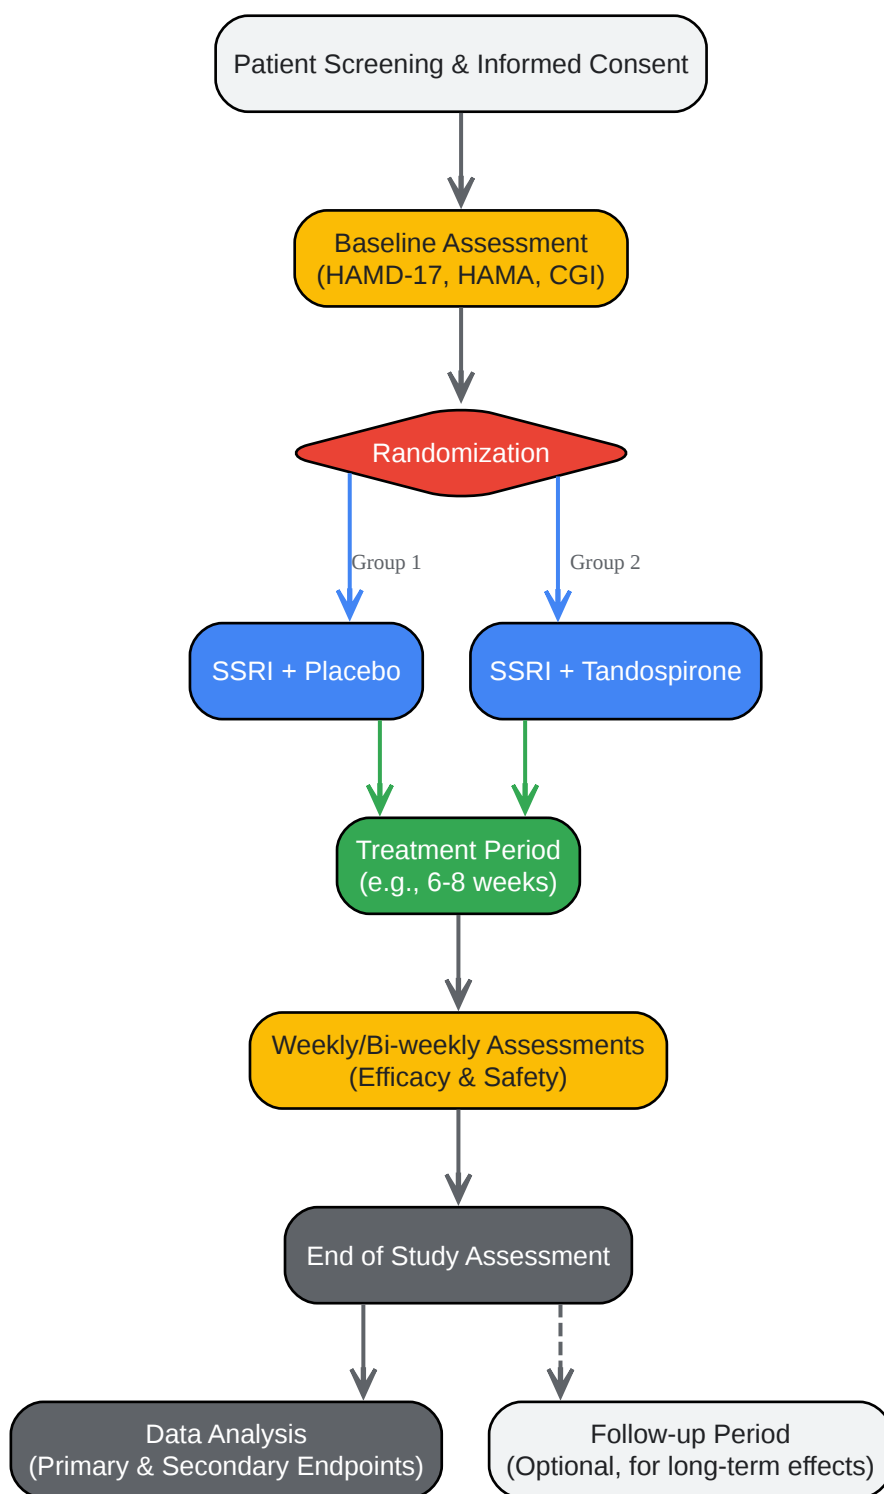 Patient Screening & Informed Consent
Baseline Assessment
(HAMD-17, HAMA, CGI)
Randomization
Group 1
Group 2
SSRI + Placebo
SSRI + Tandospirone
Treatment Period
(e.g., 6-8 weeks)
Weekly/Bi-weekly Assessments
(Efficacy & Safety)
End of Study Assessment
Data Analysis
(Primary & Secondary Endpoints)
Follow-up Period
(Optional, for long-term effects)